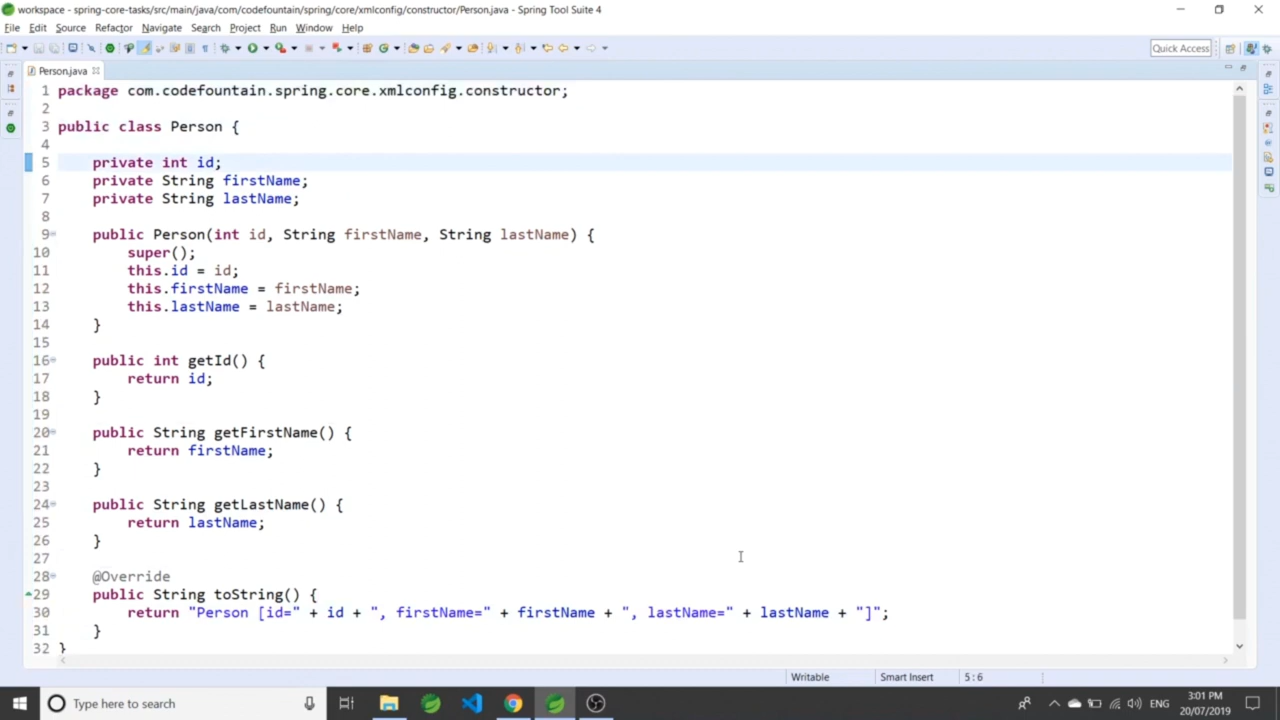 workspace - spring-core-tasks/src/main/java/com/codefountain/spring/core/xmlconfig/constructor/Person.java - Spring Tool Suite 4
File Edit Source Refactor Navigate Search Project Run Window Help
Quick Access
Person.java
1 package com.codefountain.spring.core.xmlconfig.constructor;
2
3 public class Person {
4
5 private int id;
6 private String firstName;
7 private String lastName;
8
9 public Person(int id, String firstName, String lastName) {
10 super();
11 this.id = id;
12 this.firstName = firstName;
13 this.lastName = lastName;
14 }
15
16 public int getId() {
17 return id;
18 }
19
20 public String getFirstName() {
21 return firstName;
22 }
23
24 public String getLastName() {
25 return lastName;
26 }
27
28 @Override
29 public String toString() {
30 return "Person [id=" + id + ", firstName=" + firstName + ", lastName=" + lastName + "]";
31 }
32 }
Writable Smart Insert 5 : 6
Type here to search
ENG
3:01 PM
20/07/2019